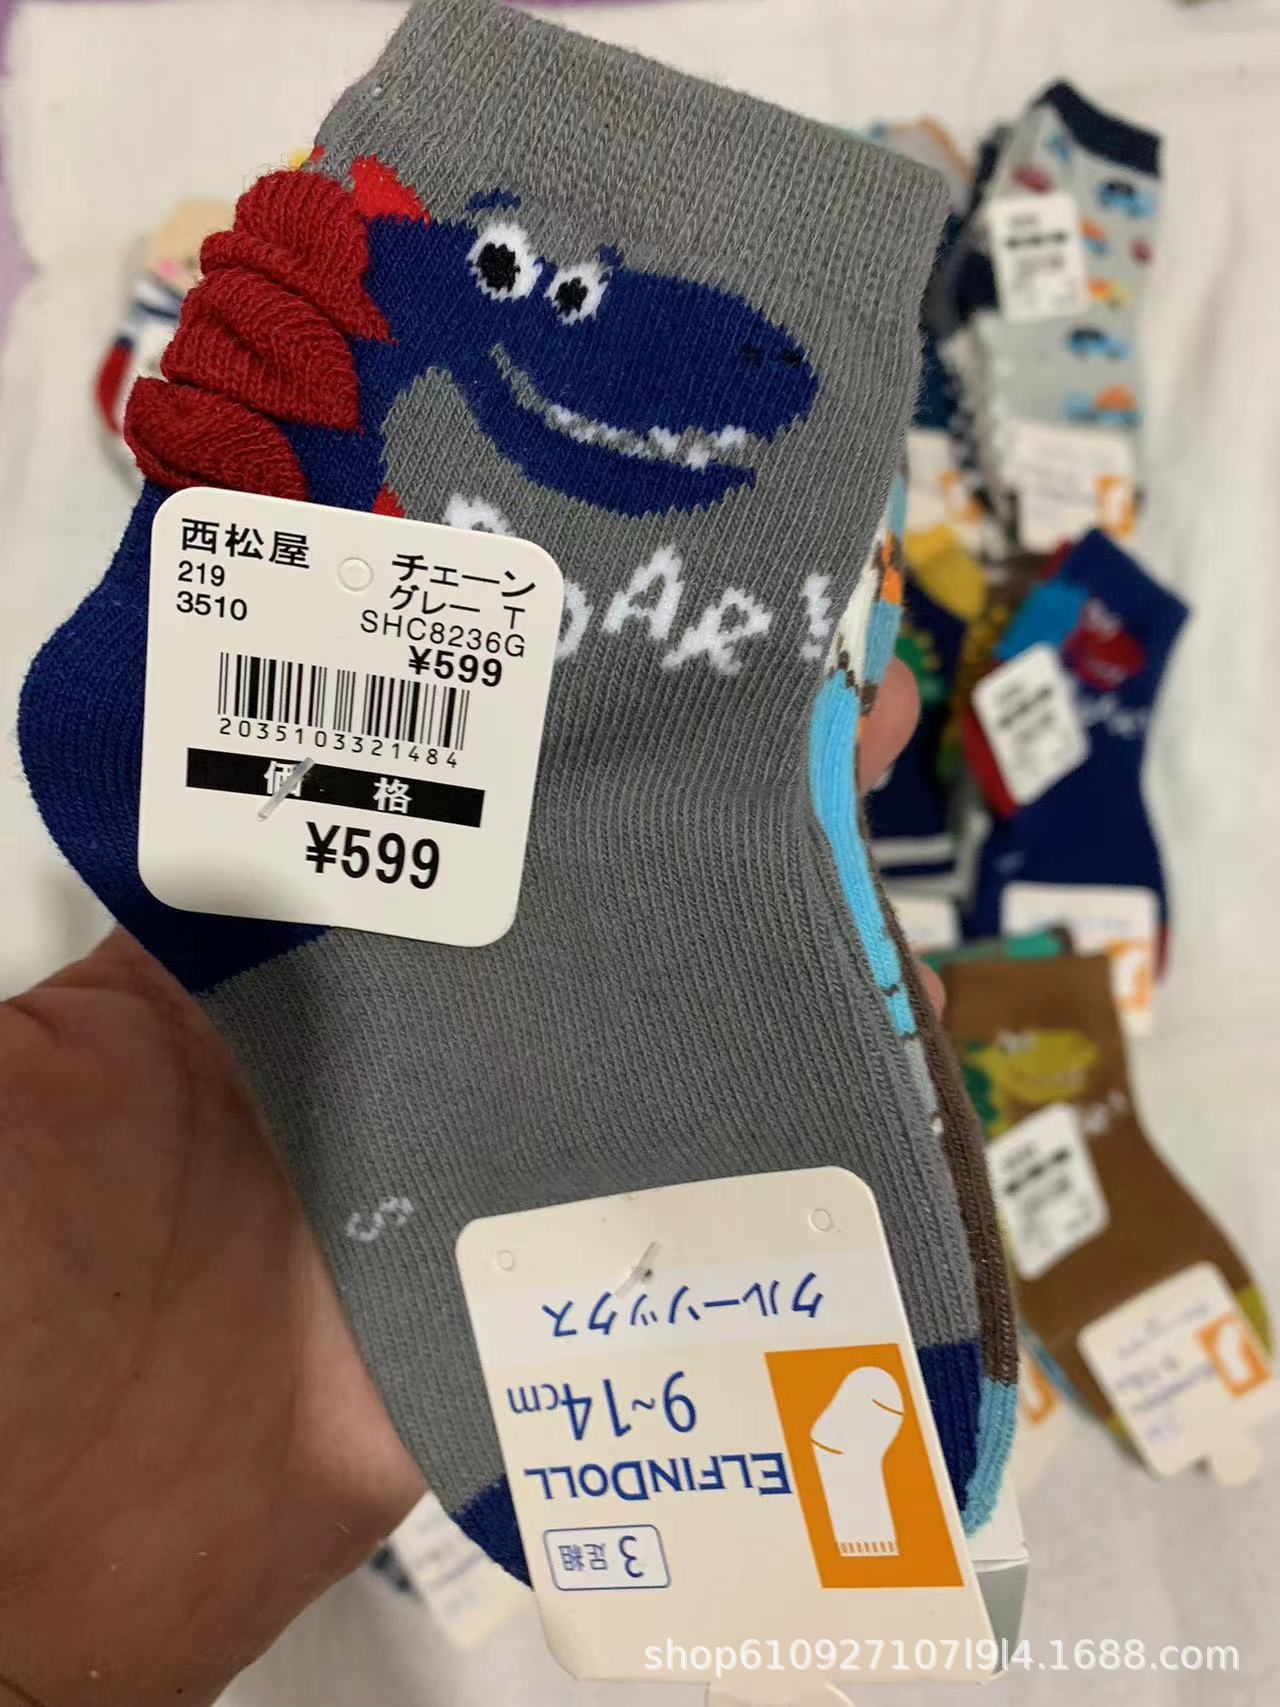 ROAR!
西松屋
219
3510
チェーン
グレー T
SHC8236G
¥599
2035103321484
価格
¥599
S
クルーソックス
9~14cm
ELFINDOLL
3足組
shop610927107l9l4.1688.com